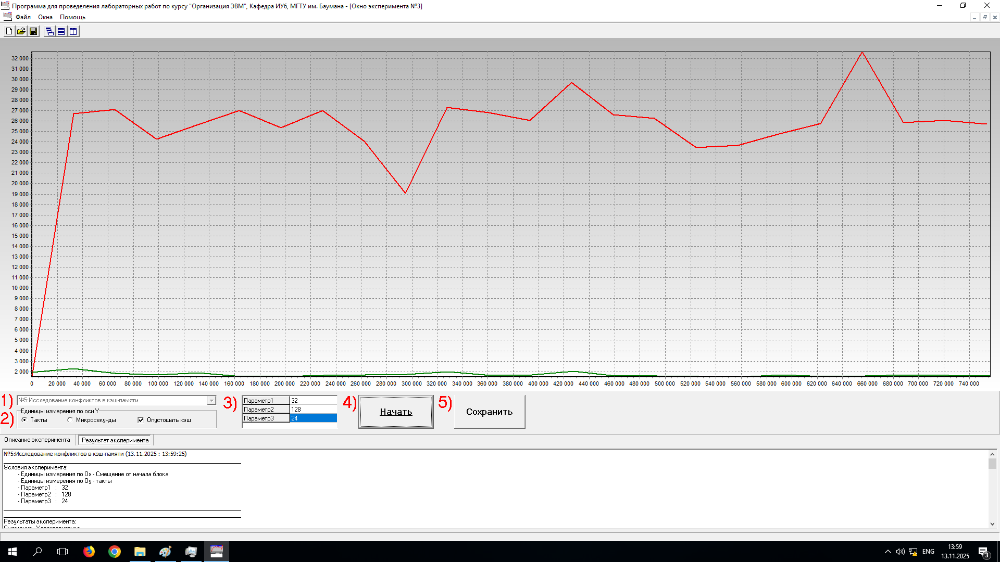 Программа для проведеления лабораторных работ по курсу "Организация ЭВМ", Кафедра ИУ6, МГТУ им. Баумана - [Окно эксперимента №3]
Файл Окна Помощь
32 000
31 000
30 000
29 000
28 000
27 000
26 000
25 000
24 000
23 000
22 000
21 000
20 000
19 000
18 000
17 000
16 000
15 000
14 000
13 000
12 000
11 000
10 000
9 000
8 000
7 000
6 000
5 000
4 000
3 000
2 000
0 20 000 40 000 60 000 80 000 100 000 120 000 140 000 160 000 180 000 200 000 220 000 240 000 260 000 280 000 300 000 320 000 340 000 360 000 380 000 400 000 420 000 440 000 460 000 480 000 500 000 520 000 540 000 560 000 580 000 600 000 620 000 640 000 660 000 680 000 700 000 720 000 740 000
1) №5:Исследование конфликтов в кэш-памяти
Единицы измерения по оси Y
2) Такты Микросекунды Опустошать кэш
3) Параметр1 32
Параметр2 128
Параметр3 24
4) Начать
5) Сохранить
Описание эксперимента Результат эксперимента
№5:Исследование конфликтов в кэш-памяти (13.11.2025 : 13:59:25)
Условия эксперимента:
- Единицы измерения по Ox - Смещение от начала блока
- Единицы измерения по Oy - такты
- Параметр1 : 32
- Параметр2 : 128
- Параметр3 : 24
Результаты эксперимента:
Смещение Характеристика
ENG
13:59
13.11.2025
3